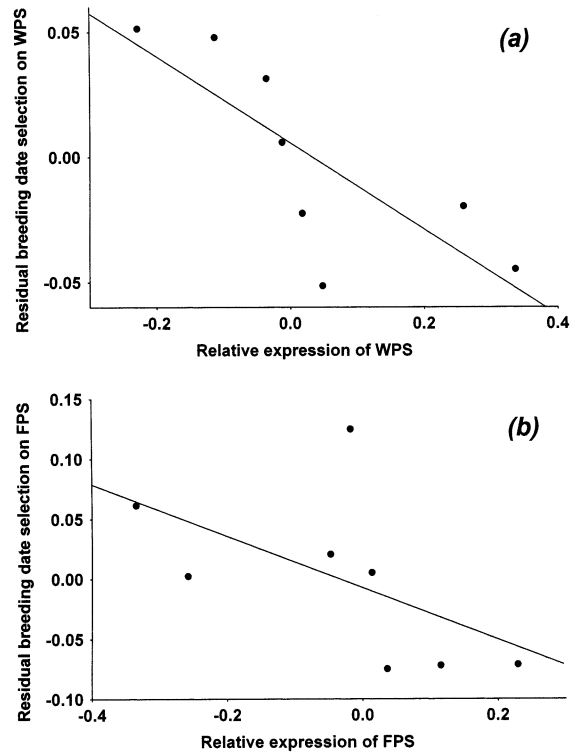 (a)
Residual breeding date selection on WPS
0.05
0.00
-0.05
-0.2
0.0
0.2
0.4
Relative expression of WPS
(b)
Residual breeding date selection on FPS
0.15
0.10
0.05
0.00
-0.05
-0.10
-0.4
-0.2
0.0
0.2
Relative expression of FPS